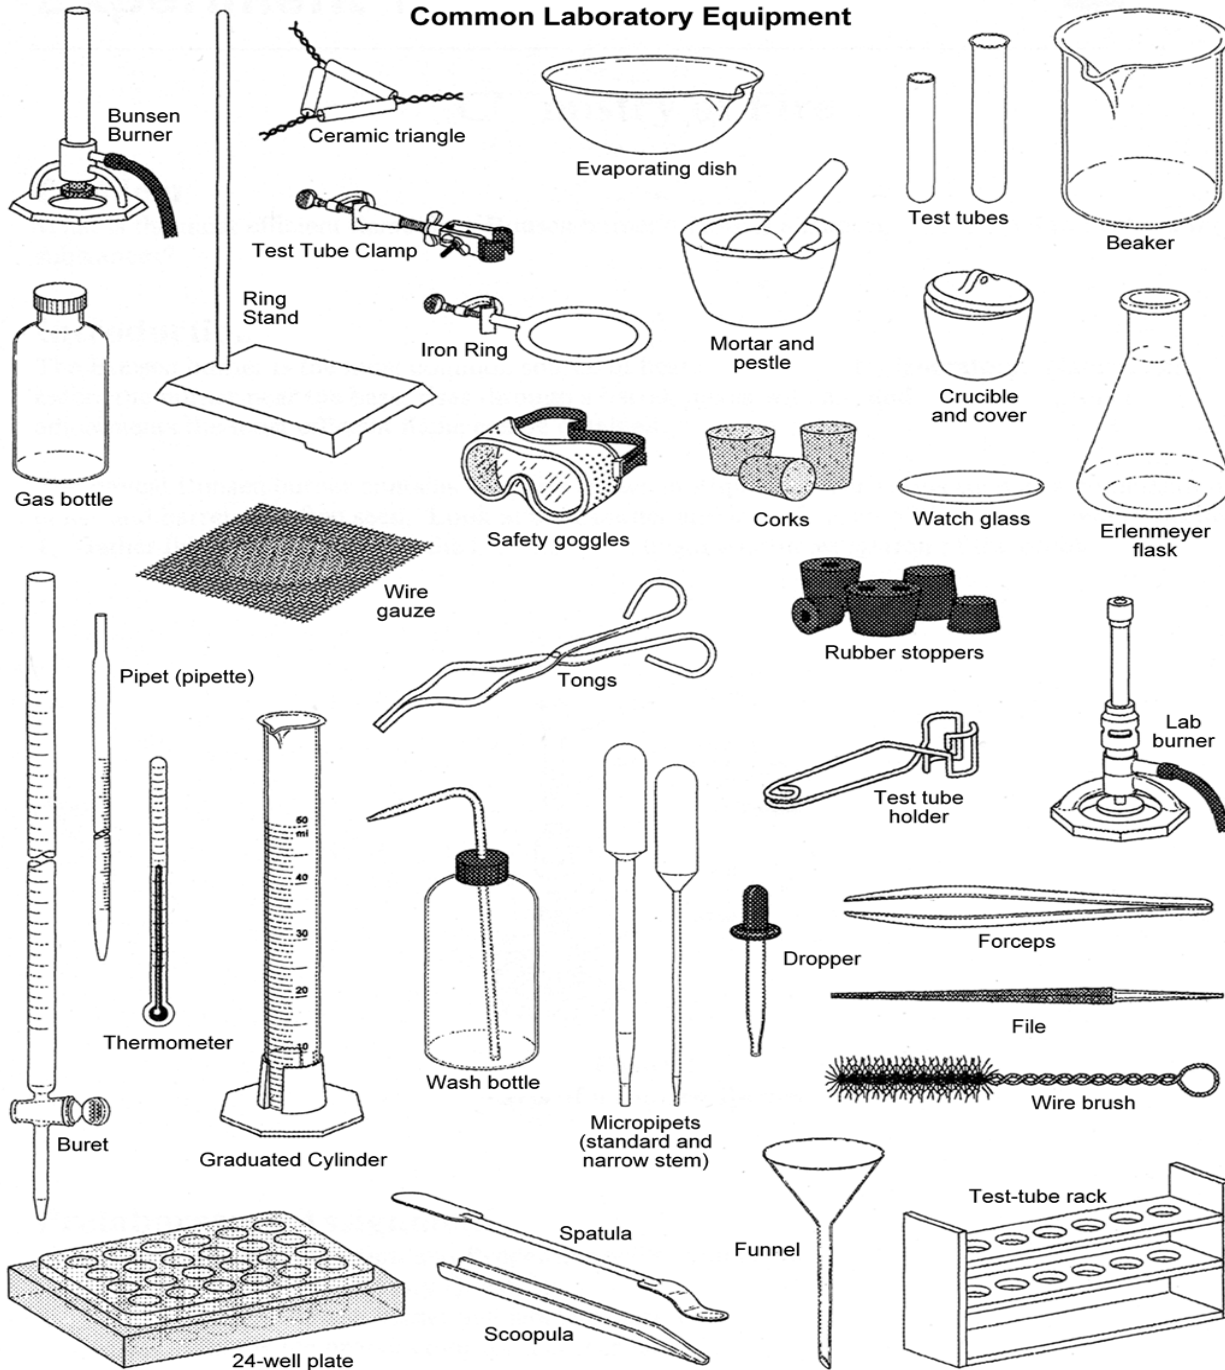 Common Laboratory Equipment
Bunsen
Burner
Ceramic triangle
Evaporating dish
Test tubes
Beaker
Test Tube Clamp
Ring
Stand
Iron Ring
Mortar and
pestle
Crucible
and cover
Gas bottle
Safety goggles
Corks
Watch glass
Erlenmeyer
flask
Wire
gauze
Rubber stoppers
Pipet (pipette)
Tongs
Lab
burner
Test tube
holder
50
ml
40
30
20
10
Forceps
Dropper
File
Thermometer
Wash bottle
Wire brush
Buret
Graduated Cylinder
Micropipets
(standard and
narrow stem)
Test-tube rack
Spatula
Funnel
Scoopula
24-well plate